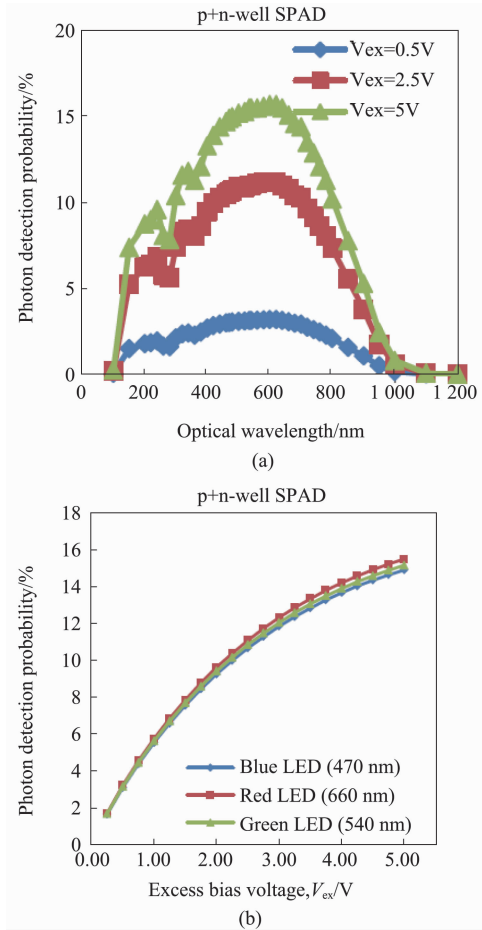 p+n-well SPAD
20
15
10
5
0
Photon detection probability/%
Vex=0.5V
Vex=2.5V
Vex=5V
0 200 400 600 800 1 000 1 200
Optical wavelength/nm
(a)
p+n-well SPAD
18
16
14
12
10
8
6
4
2
0
Photon detection probability/%
Blue LED (470 nm)
Red LED (660 nm)
Green LED (540 nm)
0.00 1.00 2.00 3.00 4.00 5.00
Excess bias voltage,Vex/V
(b)